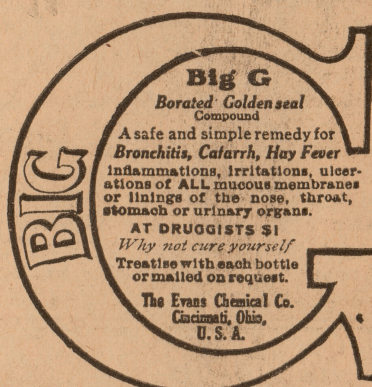 BIG
Big G
Borated Goldenseal
Compound
A safe and simple remedy for
Bronchitis, Catarrh, Hay Fever
inflammations, irritations, ulcer-
ations of ALL mucous membranes
or linings of the nose, throat,
stomach or urinary organs.
AT DRUGGISTS $1
Why not cure yourself
Treatise with each bottle
or mailed on request.
The Evans Chemical Co.
Cincinnati, Ohio,
U. S. A.